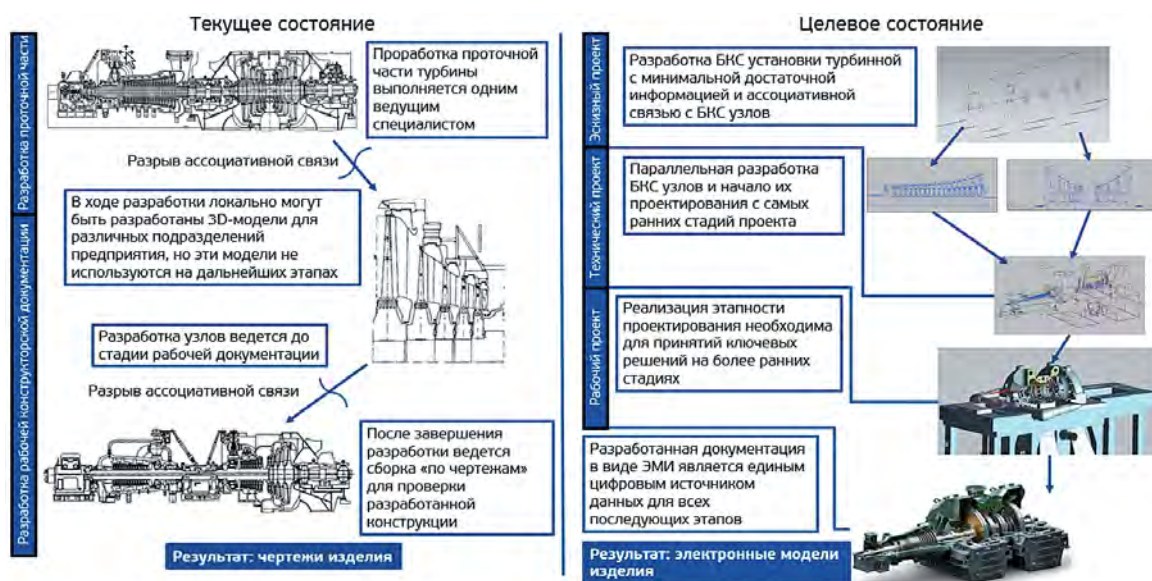 Текущее состояние
Разработка проточной части
Проработка проточной
части турбины
выполняется одним
ведущим
специалистом
Разрыв ассоциативной связи
Разработка рабочей конструкторской документации
В ходе разработки локально могут
быть разработаны 3D-модели для
различных подразделений
предприятия, но эти модели не
используются на дальнейших этапах
Разработка узлов ведется до
стадии рабочей документации
Разрыв ассоциативной связи
После завершения
разработки ведется
сборка «по чертежам»
для проверки
разработанной
конструкции
Результат: чертежи изделия
Целевое состояние
Эскизный проект
Разработка БКС установки турбинной
с минимальной достаточной
информацией и ассоциативной
связью с БКС узлов
Технический проект
Параллельная разработка
БКС узлов и начало их
проектирования с самых
ранних стадий проекта
Рабочий проект
Реализация этапности
проектирования необходима
для принятий ключевых
решений на более ранних
стадиях
Разработанная документация
в виде ЭМИ является единым
цифровым источником
данных для всех
последующих этапов
Результат: электронные модели
изделия